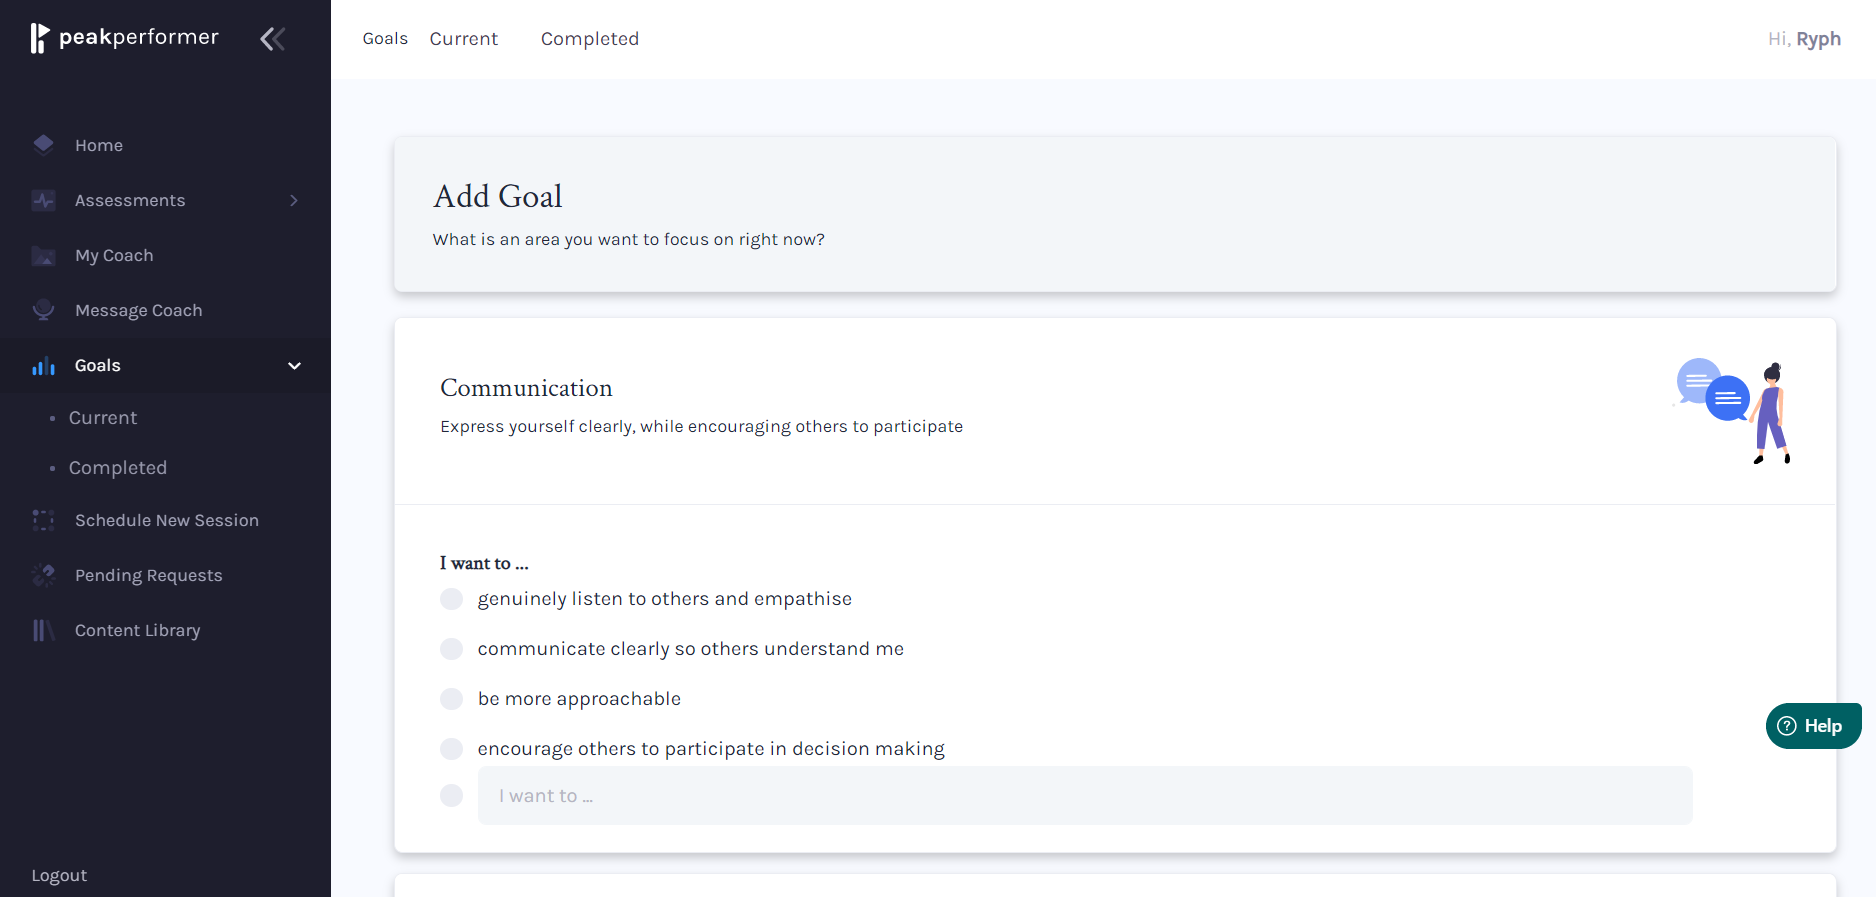 peakperformer
Goals Current Completed
Hi, Ryph
Home
Assessments
My Coach
Message Coach
Goals
Current
Completed
Schedule New Session
Pending Requests
Content Library
Logout
Add Goal
What is an area you want to focus on right now?
Communication
Express yourself clearly, while encouraging others to participate
I want to ...
genuinely listen to others and empathise
communicate clearly so others understand me
be more approachable
encourage others to participate in decision making
I want to ...
Help